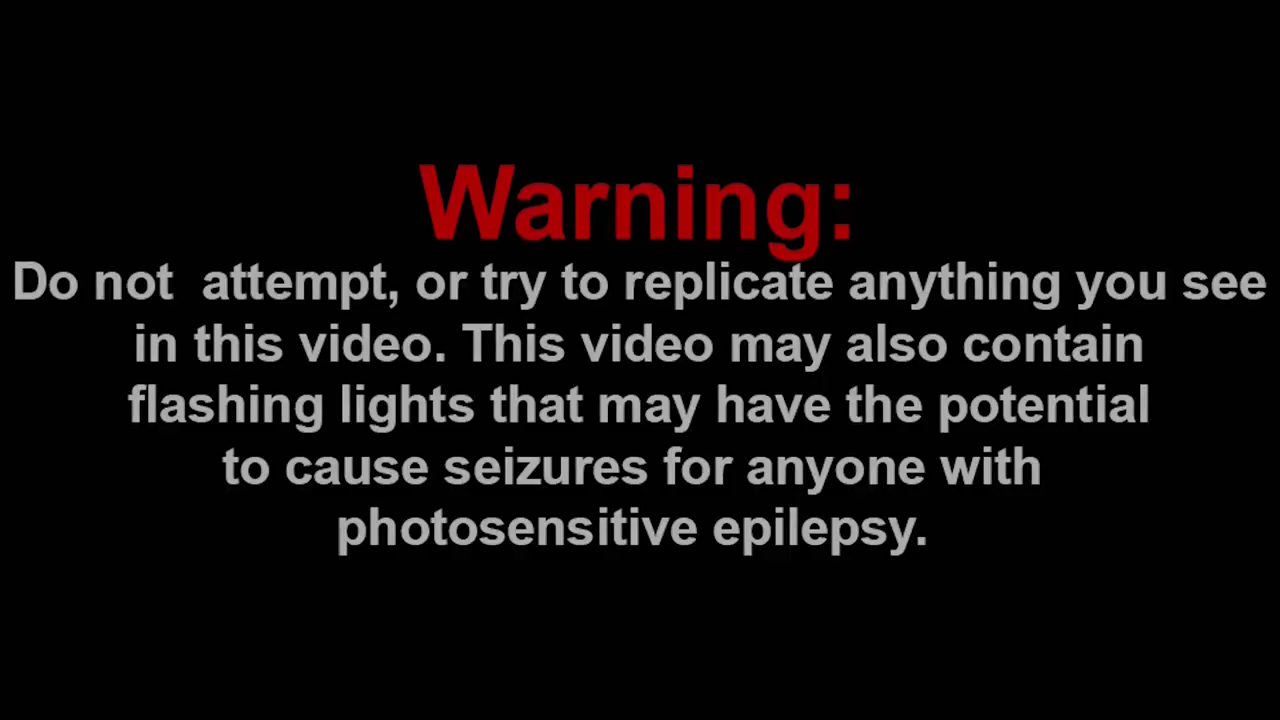 Warning:
Do not  attempt, or try to replicate anything you see
in this video. This video may also contain
flashing lights that may have the potential
to cause seizures for anyone with
photosensitive epilepsy.